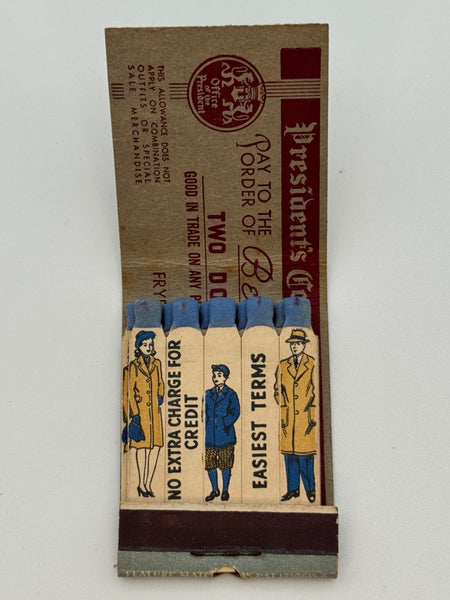 President's
Office
of the
President
PAY TO THE
ORDER OF
TWO
GOOD IN TRADE ON ANY
THIS ALLOWANCE DOES NOT
APPLY ON COMBINATION
OUTFITS OR SPECIAL
SALE MERCHANDISE
NO EXTRA CHARGE FOR
CREDIT
EASIEST TERMS